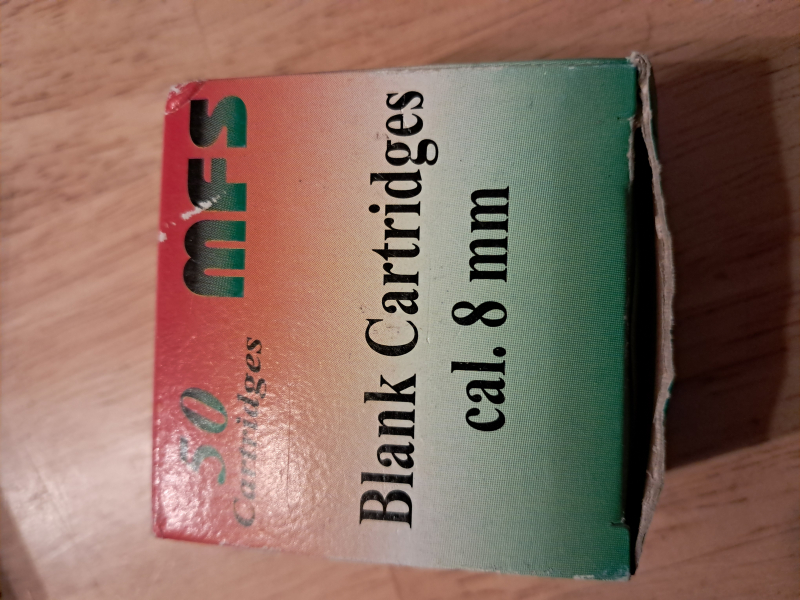 50 MFS
Cartridges
Blank Cartridges
cal. 8 mm